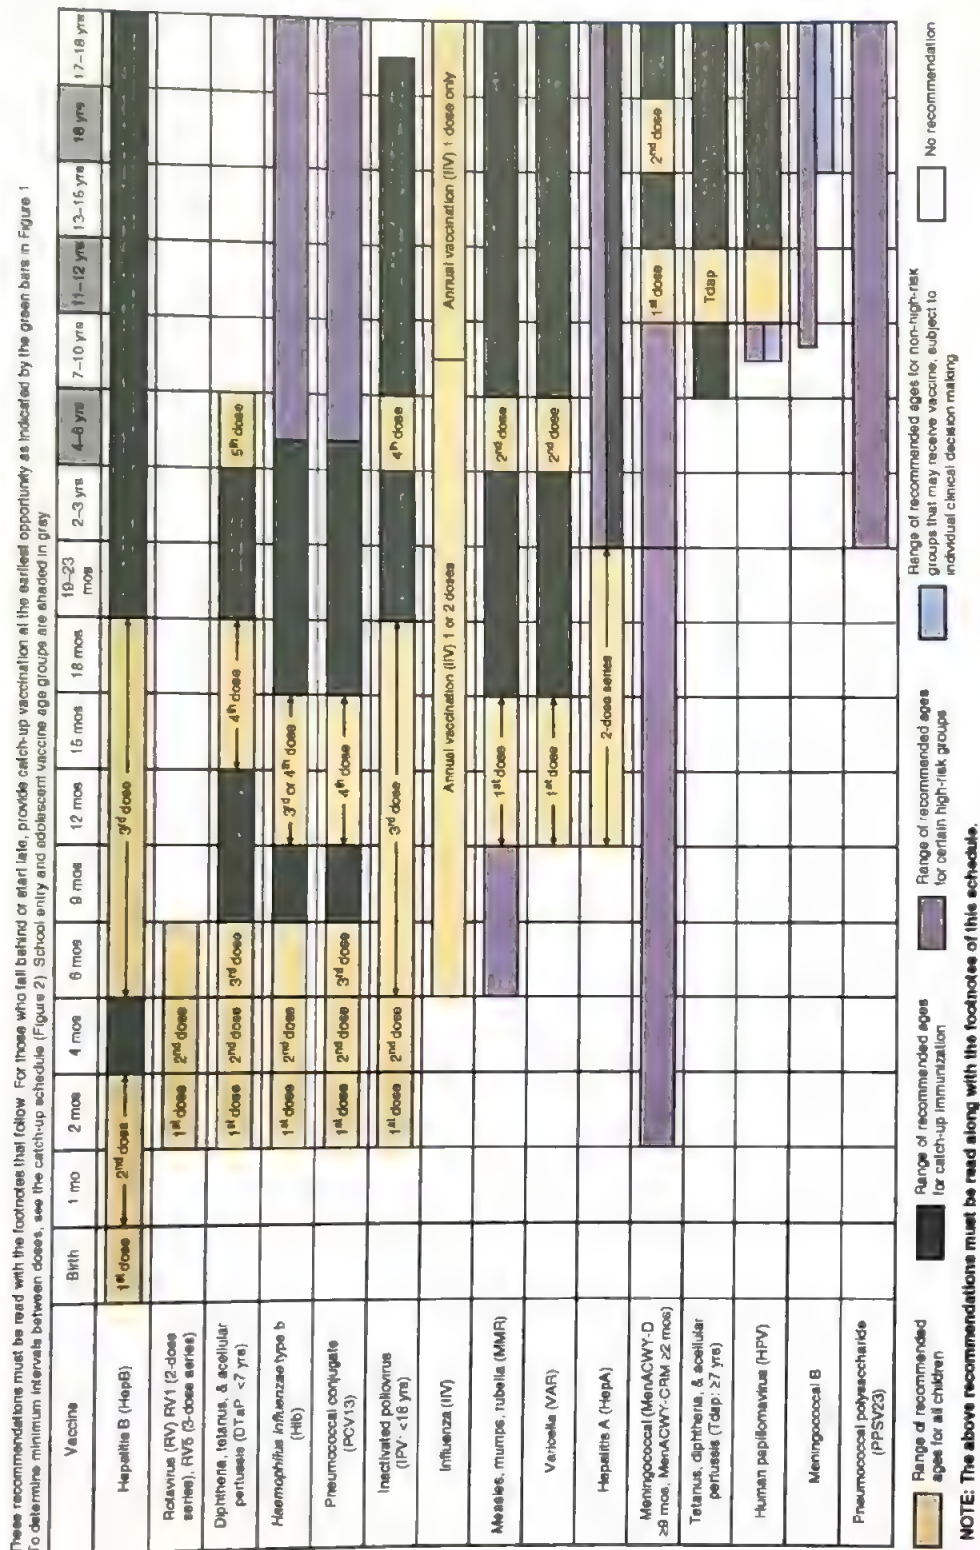 These recommendations must be read with the footnotes that follow For those who fall behind or start late, provide catch-up vaccination at the earliest opportunity as indicated by the green bars in Figure 1
To determine minimum intervals between doses, see the catch-up schedule (Figure 2) School entry and adolescent vaccine age groups are shaded in gray
Vaccine Birth 1 mo 2 mos 4 mos 6 mos 9 mos 12 mos 15 mos 18 mos 19–23 mos 2–3 yrs 4–6 yrs 7–10 yrs 11–12 yrs 13–15 yrs 16 yrs 17–18 yrs
Hepatitis B (HepB) 1st dose 2nd dose 3rd dose
Rotavirus (RV) RV1 (2-dose
series), RV5 (3-dose series) 1st dose 2nd dose
Diphtheria, tetanus, & acellular
pertussis (DTaP <7 yrs) 1st dose 2nd dose 3rd dose 4th dose 5th dose
Haemophilus influenzae type b
(Hib) 1st dose 2nd dose 3rd or 4th dose
Pneumococcal conjugate
(PCV13) 1st dose 2nd dose 3rd dose 4th dose
Inactivated poliovirus
(IPV: <18 yrs) 1st dose 2nd dose 3rd dose 4th dose
Influenza (IIV) Annual vaccination (IIV) 1 or 2 doses Annual vaccination (IIV) 1 dose only
Measles, mumps, rubella (MMR) 1st dose 2nd dose
Varicella (VAR) 1st dose 2nd dose
Hepatitis A (HepA) 2-dose series
Meningococcal (MenACWY-D
≥9 mos, MenACWY-CRM ≥2 mos) 1st dose 2nd dose
Tetanus, diphtheria, & acellular
pertussis (Tdap: ≥7 yrs) Tdap
Human papillomavirus (HPV)
Meningococcal B
Pneumococcal polysaccharide
(PPSV23)
Range of recommended
ages for all children
Range of recommended ages
for catch-up immunization
Range of recommended ages
for certain high-risk groups
Range of recommended ages for non-high-risk
groups that may receive vaccine, subject to
individual clinical decision making
No recommendation
NOTE: The above recommendations must be read along with the footnotes of this schedule.